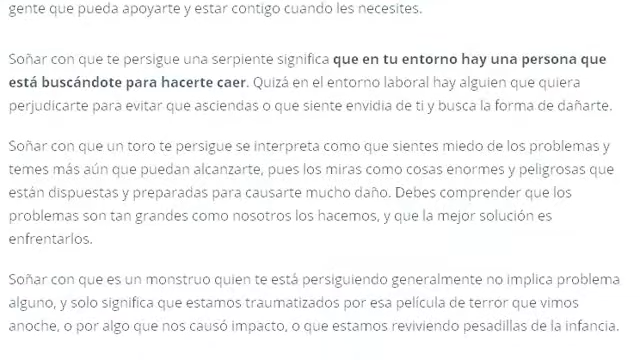 gente que pueda apoyarte y estar contigo cuando les necesites.
Soñar con que te persigue una serpiente significa que en tu entorno hay una persona que
está buscándote para hacerte caer. Quizá en el entorno laboral hay alguien que quiera
perjudicarte para evitar que asciendas o que siente envidia de ti y busca la forma de dañarte.
Soñar con que un toro te persigue se interpreta como que sientes miedo de los problemas y
temes más aún que puedan alcanzarte, pues los miras como cosas enormes y peligrosas que
están dispuestas y preparadas para causarte mucho daño. Debes comprender que los
problemas son tan grandes como nosotros los hacemos, y que la mejor solución es
enfrentarlos.
Soñar con que es un monstruo quien te está persiguiendo generalmente no implica problema
alguno, y solo significa que estamos traumatizados por esa película de terror que vimos
anoche, o por algo que nos causó impacto, o que estamos reviviendo pesadillas de la infancia.